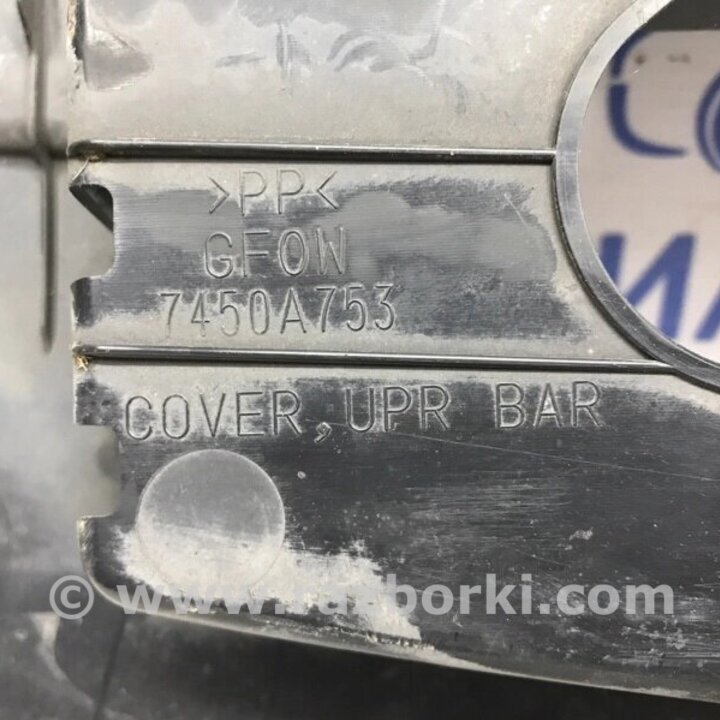 >PP<
GF0W
7450A753
COVER, UPR BAR
© www.razborki.com